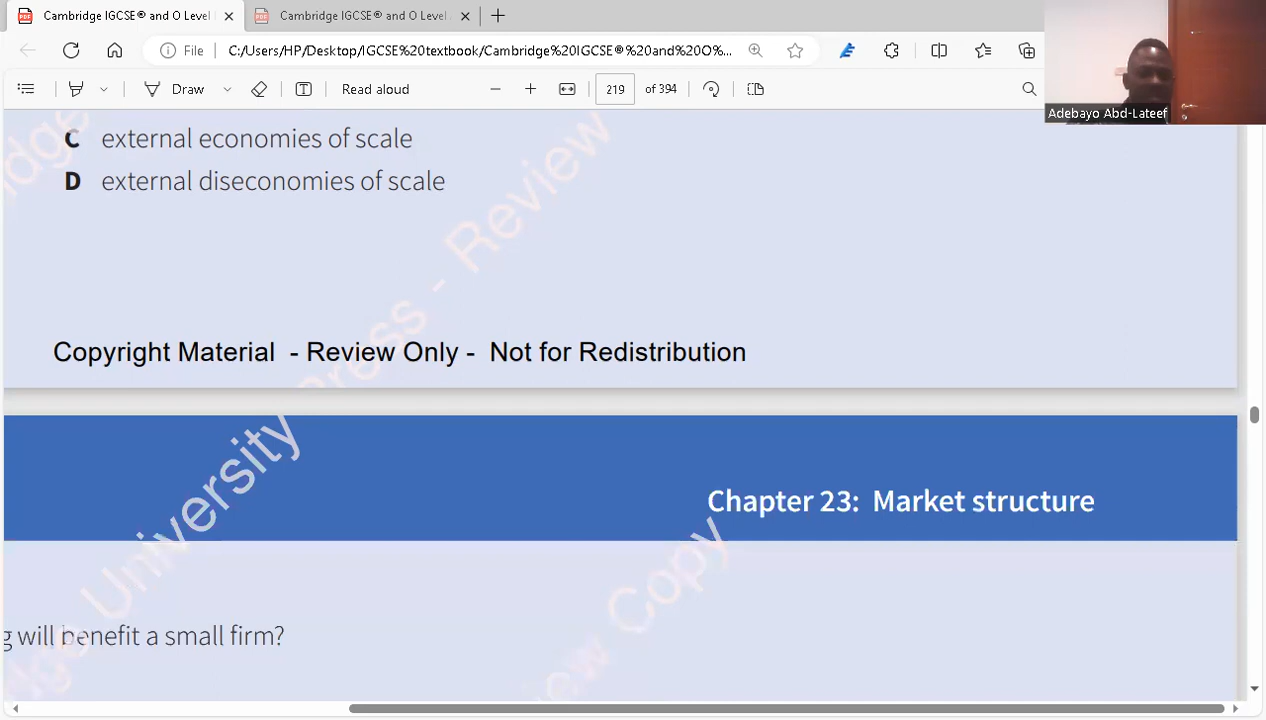 Cambridge IGCSE® and O Level
Cambridge IGCSE® and O Level
File
C:/Users/HP/Desktop/IGCSE%20textbook/Cambridge%20IGCSE®%20and%20O%...
Draw
Read aloud
219
of 394
Adebayo Abd-Lateef
C external economies of scale
D external diseconomies of scale
Press - Review
Copyright Material - Review Only - Not for Redistribution
University
Chapter 23: Market structure
Copy
g will benefit a small firm?